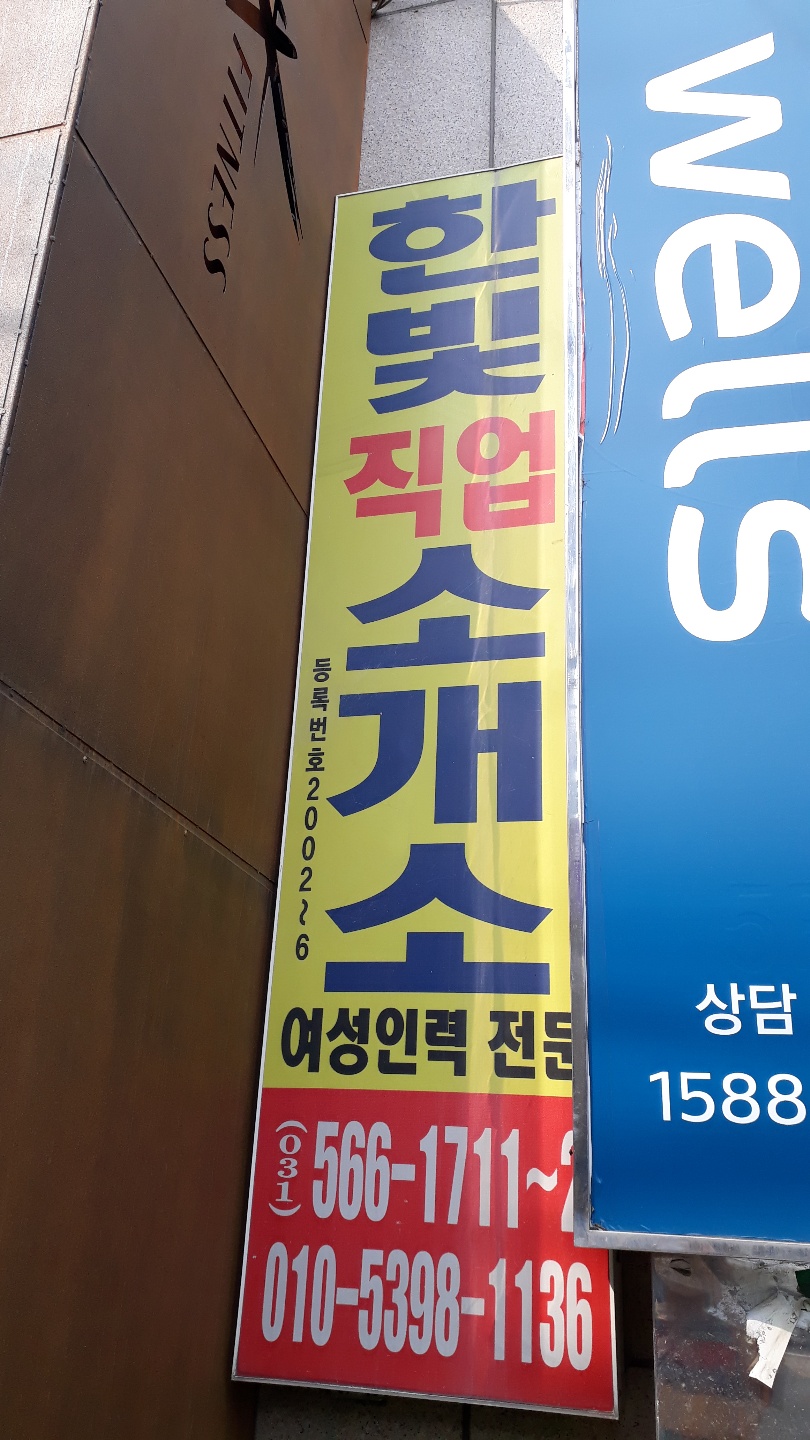 FITNESS
한빛
직업
소개소
등록번호2002~6
여성인력 전문
(031) 566-1711~2
010-5398-1136
wells
상담
1588